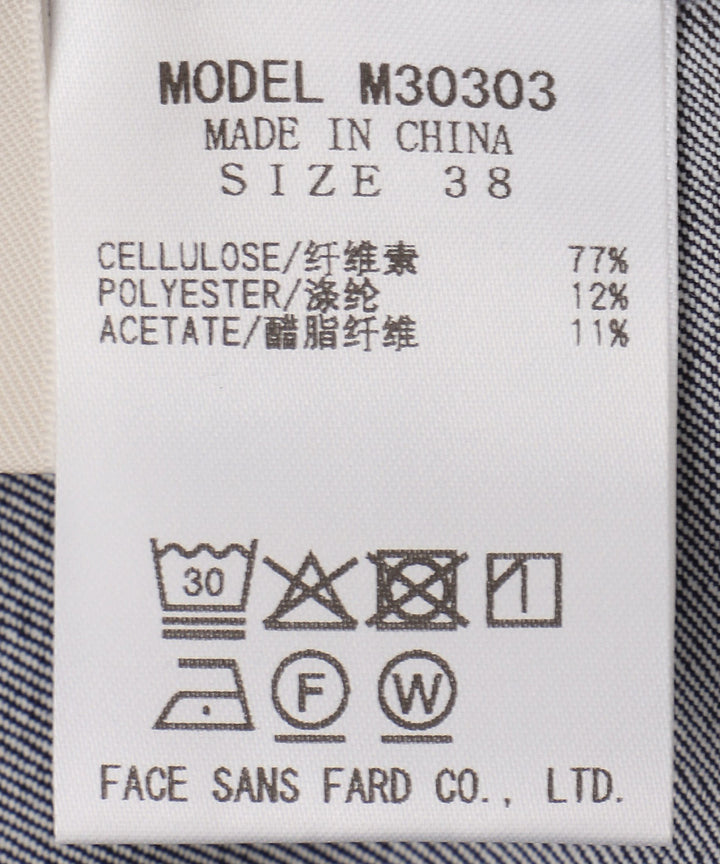 MODEL M30303
MADE IN CHINA
SIZE 38
CELLULOSE/纤维素 77%
POLYESTER/涤纶 12%
ACETATE/醋脂纤维 11%
30
F W
FACE SANS FARD CO., LTD.